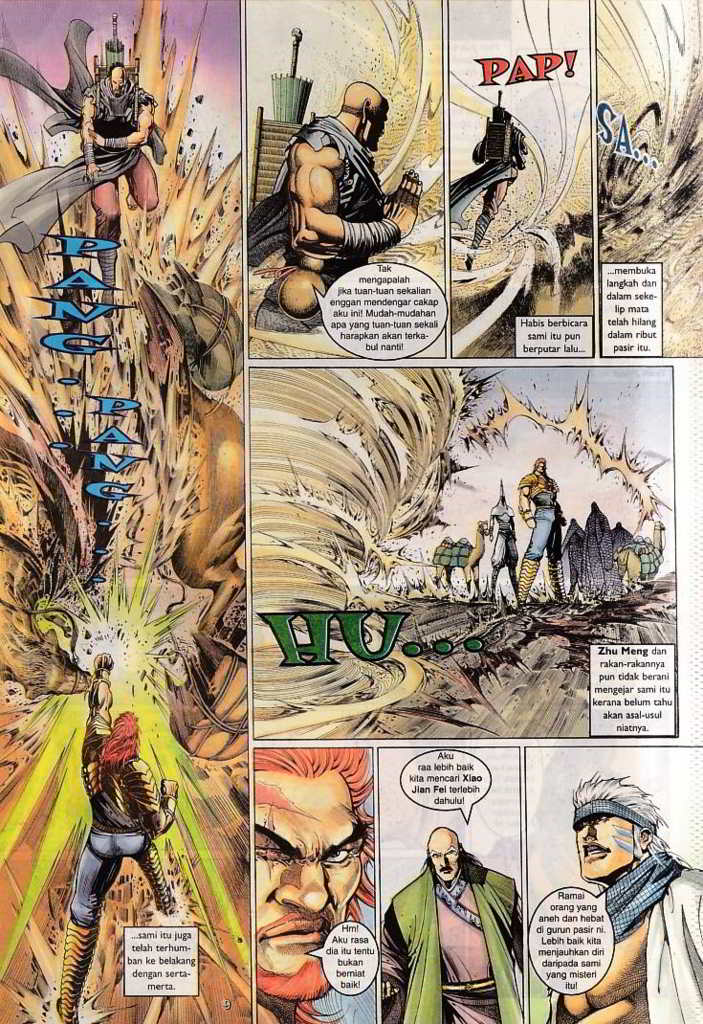 PANG...
PANG...
...sami itu juga
telah terhum-
ban ke belakang
dengan serta-
merta.
Tak
mengapalah
jika tuan-tuan sekalian
enggan mendengar cakap
aku ini! Mudah-mudahan
apa yang tuan-tuan sekali
harapkan akan terka-
bul nanti!
PAP!
Habis berbicara
sami itu pun
berputar lalu...
SA...
...membuka
langkah dan
dalam seke-
lip mata
telah hilang
dalam ribut
pasir itu.
HU...
Zhu Meng dan
rakan-rakannya
pun tidak berani
mengejar sami itu
kerana belum tahu
akan asal-usul
niatnya.
Hm!
Aku rasa
dia itu tentu
bukan
berniat
baik!
Aku
raa lebih baik
kita mencari Xiao
Jian Fei terlebih
dahulu!
Ramai
orang yang
aneh dan hebat
di gurun pasir ni.
Lebih baik kita
menjauhkan diri
daripada sami
yang misteri
itu!
9